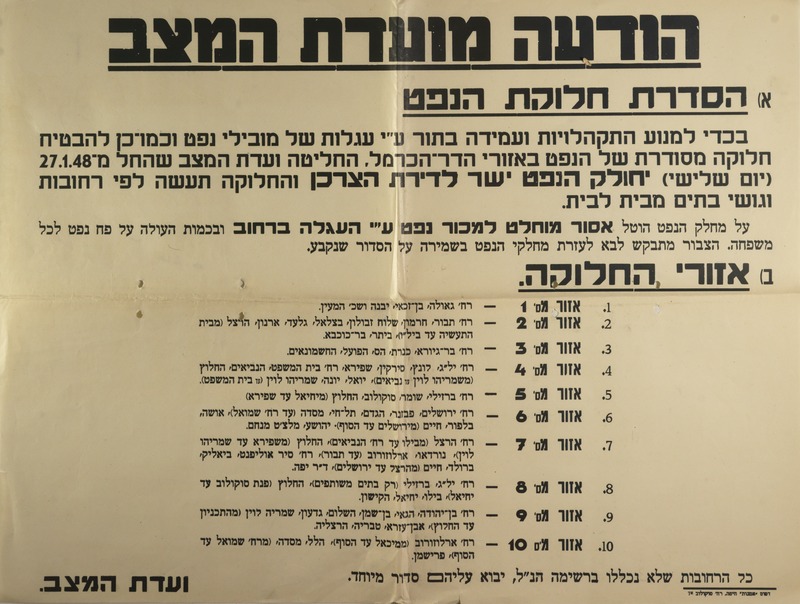 הודעה מועדת המצב
א) הסדרת חלוקת הנפט
בכדי למנוע התקהלויות ועמידה בתור ע״י עגלות של מובילי נפט וכמו־כן להבטיח
חלוקה מסודרת של הנפט באזורי הדר־הכרמל, החליטה ועדת המצב שהחל מ־27.1.48
(יום שלישי) יחולק הנפט ישר לדירת הצרכן והחלוקה תעשה לפי רחובות
וגושי בתים מבית לבית.
על מחלק הנפט הוטל אסור מוחלט למכור נפט ע״י העגלה ברחוב ובכמות העולה על פח נפט לכל
משפחה. הצבור מתבקש לבא לעזרת מחלקי הנפט בשמירה על הסדור שנקבע.
ב) אזורי החלוקה.
1. אזור מס׳ 1 — רח׳ גאולה, בן־זכאי, יבנה ושכ׳ המעין.
2. אזור מס׳ 2 — רח׳ תבור, חרמון, שלוח, זבולון, בצלאל, גלעד, ארנון, הרצל (מבית
התעשיה עד ביל״ו), ביתר, בר־כוכבא.
3. אזור מס׳ 3 — רח׳ בר־גיורא, כנרת, הס, הפועל, החשמונאים.
4. אזור מס׳ 4 — רח׳ יל״ג, לונץ, סירקין, שפירא, רח׳ בית המשפט, הנביאים, החלוץ
(משמריהו לוין עד נביאים), יואל, יונה, שמריהו לוין (עד בית המשפט).
5. אזור מס׳ 5 — רח׳ ברזילי, שומר, סוקולוב, החלוץ (מיחיאל עד שפירא)
6. אזור מס׳ 6 — רח׳ ירושלים, פבזנר, הגדם, תל־חי, מסדה (עד רח׳ שמואל), אושה,
בלפור, חיים (מירושלים עד הסוף), יהושע, מלצ׳ט, מנחם.
7. אזור מס׳ 7 — רח׳ הרצל (מבילו עד רח׳ הנביאים), החלוץ (משפירא עד שמריהו
לוין), נורדאו, ארלוזורוב (עד תבור), רח׳ סיר אוליפנט, ביאליק,
ברולד, חיים (מהרצל עד ירושלים), ד״ר יפה.
8. אזור מס׳ 8 — רח׳ יל״ג, ברזילי (רק בתים משותפים), החלוץ (פנת סוקולוב עד
יחיאל), בילו, יחיאל, הקישון.
9. אזור מס׳ 9 — רח׳ בן־יהודה, הגאי, בן־שמן, השלום, גדעון, שמריה לוין (מהתכניון
עד החלוץ), אבן־עזרא, טבריה, הרצליה.
10. אזור מס׳ 10 — רח׳ ארלוזורוב (ממיכאל עד הסוף), הלל, מסדה, (מרח׳ שמואל עד
הסוף), פרישמן.
כל הרחובות שלא נכללו ברשימה הנ״ל, יבוא עליהם סדור מיוחד.
ועדת המצב.